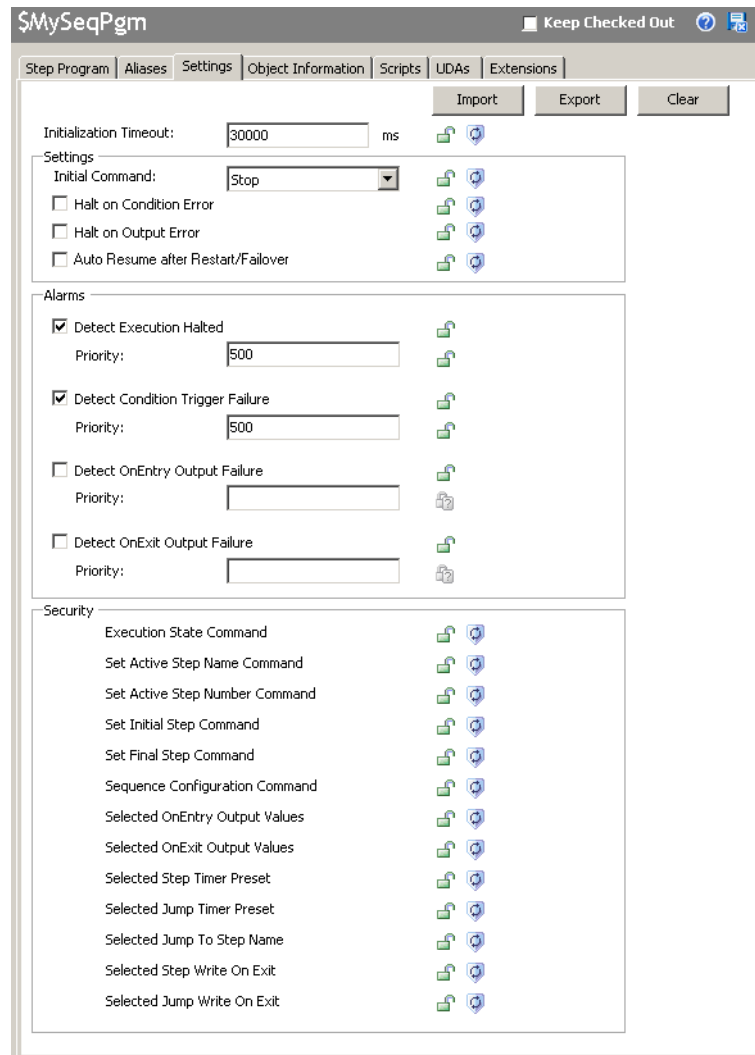 $MySeqPgm
Keep Checked Out
Step Program Aliases Settings Object Information Scripts UDAs Extensions
Import Export Clear
Initialization Timeout: 30000 ms
Settings
Initial Command: Stop
Halt on Condition Error
Halt on Output Error
Auto Resume after Restart/Failover
Alarms
Detect Execution Halted
Priority: 500
Detect Condition Trigger Failure
Priority: 500
Detect OnEntry Output Failure
Priority:
Detect OnExit Output Failure
Priority:
Security
Execution State Command
Set Active Step Name Command
Set Active Step Number Command
Set Initial Step Command
Set Final Step Command
Sequence Configuration Command
Selected OnEntry Output Values
Selected OnExit Output Values
Selected Step Timer Preset
Selected Jump Timer Preset
Selected Jump To Step Name
Selected Step Write On Exit
Selected Jump Write On Exit